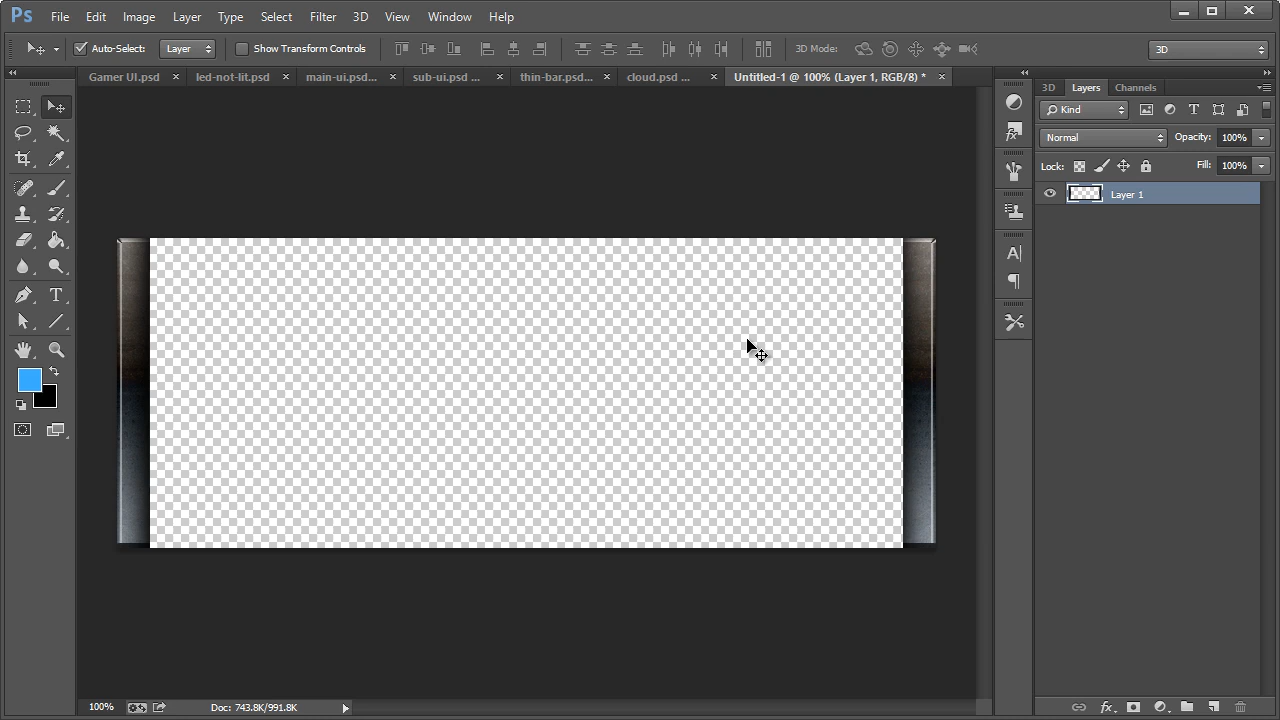 Ps File Edit Image Layer Type Select Filter 3D View Window Help
Auto-Select: Layer Show Transform Controls 3D Mode: 3D
Gamer UI.psd × led-not-lit.psd × main-ui.psd... × sub-ui.psd ... × thin-bar.psd... × cloud.psd ... × Untitled-1 @ 100% (Layer 1, RGB/8) * ×
3D Layers Channels
Kind
Normal Opacity: 100%
Lock: Fill: 100%
Layer 1
100% Doc: 743.8K/991.8K